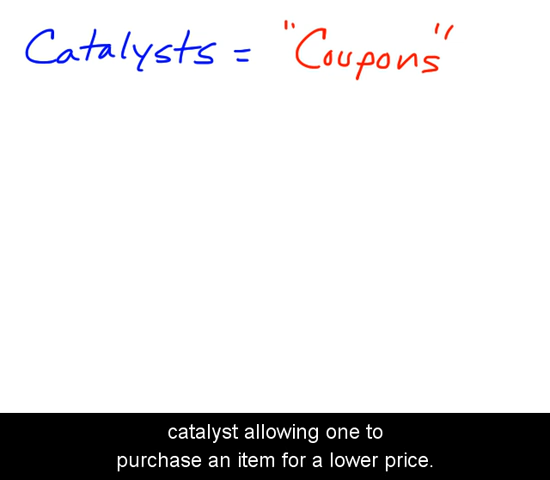 Catalysts = "Coupons"
catalyst allowing one to
purchase an item for a lower price.